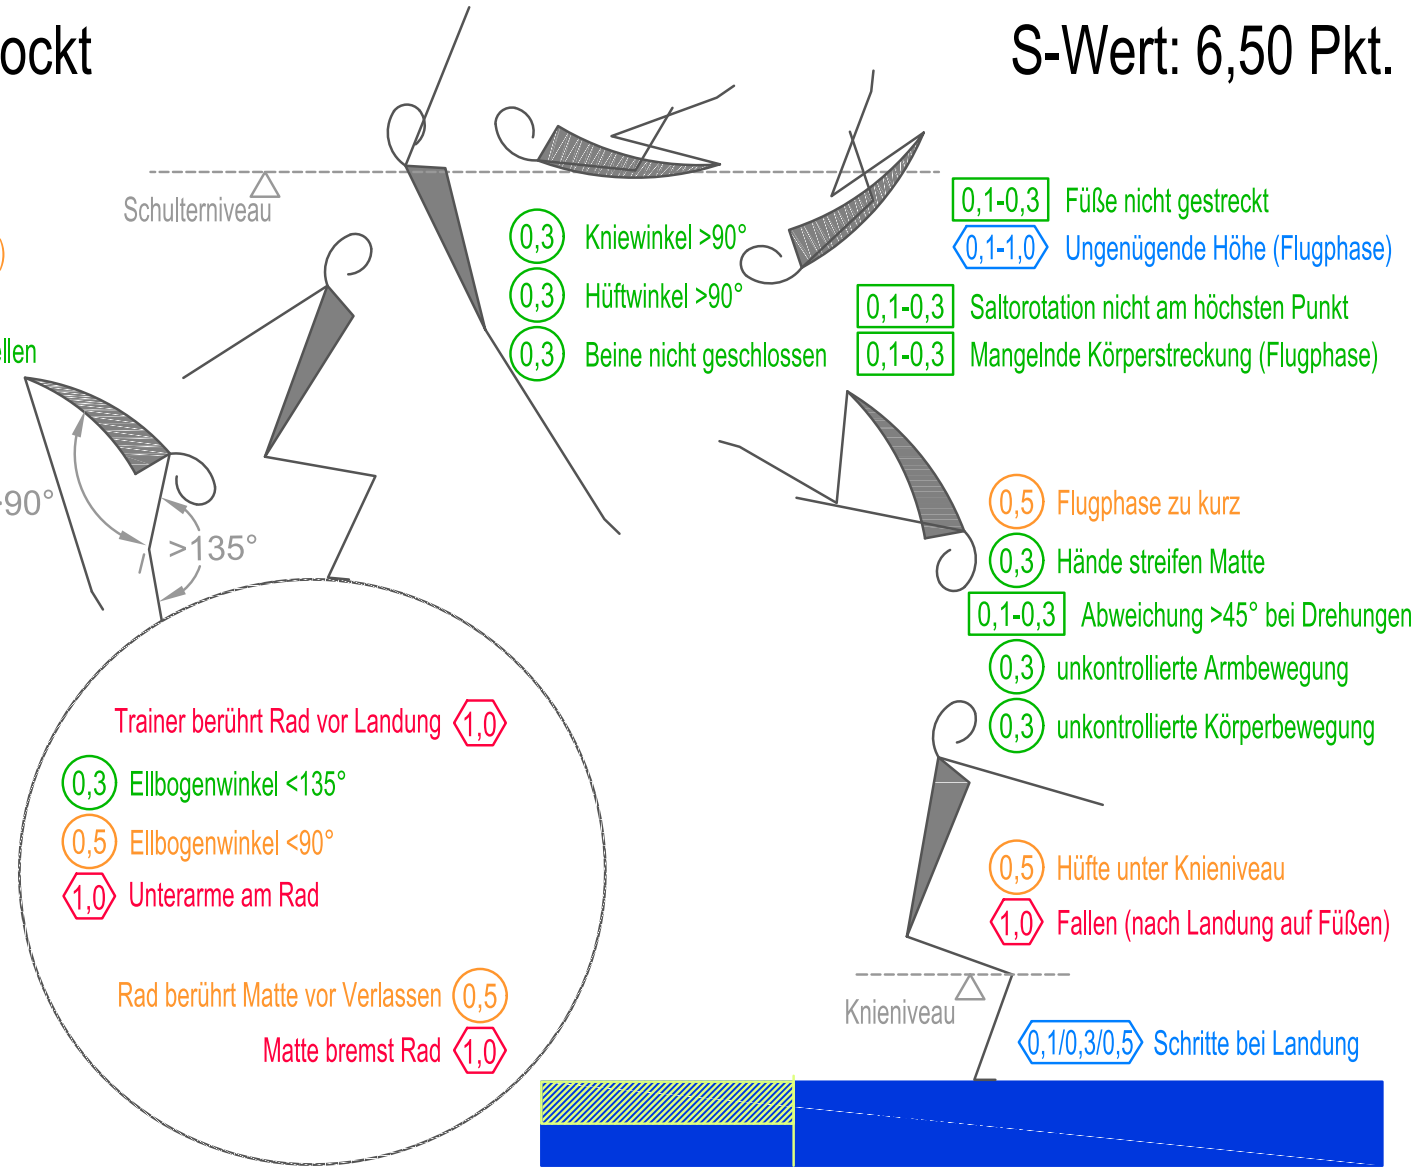 ockt
S-Wert: 6,50 Pkt.
Schulterniveau
0,1-0,3 Füße nicht gestreckt
0,3 Kniewinkel >90°
0,1-1,0 Ungenügende Höhe (Flugphase)
0,3 Hüftwinkel >90°
0,1-0,3 Saltorotation nicht am höchsten Punkt
ellen
0,3 Beine nicht geschlossen
0,1-0,3 Mangelnde Körperstreckung (Flugphase)
90°
>135°
0,5 Flugphase zu kurz
0,3 Hände streifen Matte
0,1-0,3 Abweichung >45° bei Drehungen
0,3 unkontrollierte Armbewegung
0,3 unkontrollierte Körperbewegung
Trainer berührt Rad vor Landung 1,0
0,3 Ellbogenwinkel <135°
0,5 Ellbogenwinkel <90°
1,0 Unterarme am Rad
0,5 Hüfte unter Knieniveau
1,0 Fallen (nach Landung auf Füßen)
Rad berührt Matte vor Verlassen 0,5
Knieniveau
Matte bremst Rad 1,0
0,1/0,3/0,5 Schritte bei Landung